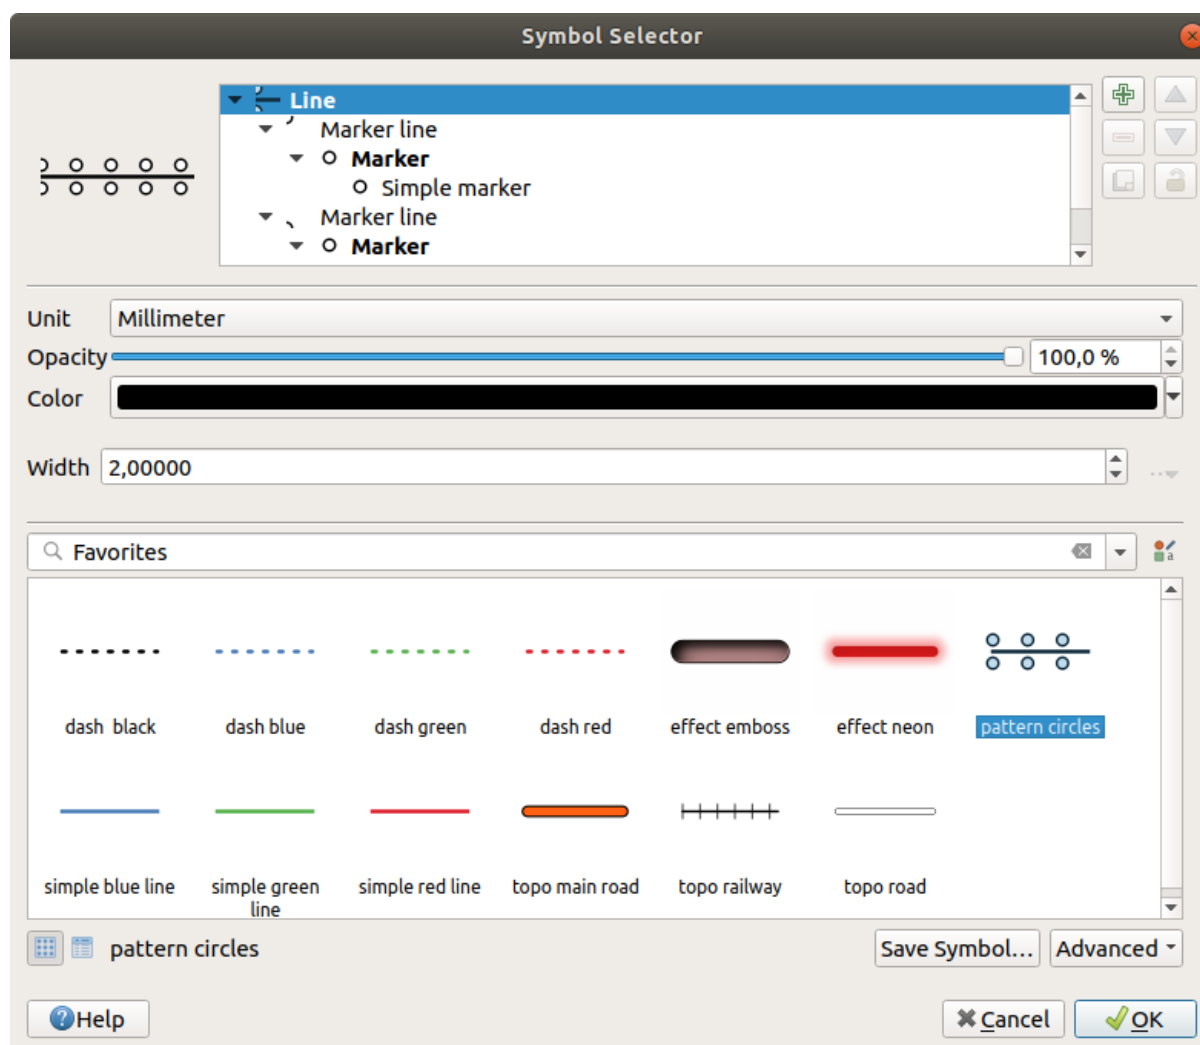 Symbol Selector
Line
Marker line
Marker
Simple marker
Marker line
Marker
Unit Millimeter
Opacity 100,0 %
Color
Width 2,00000
Favorites
dash  black dash blue dash green dash red effect emboss effect neon pattern circles
simple blue line simple green simple red line topo main road topo railway topo road
line
pattern circles Save Symbol... Advanced
Help Cancel OK